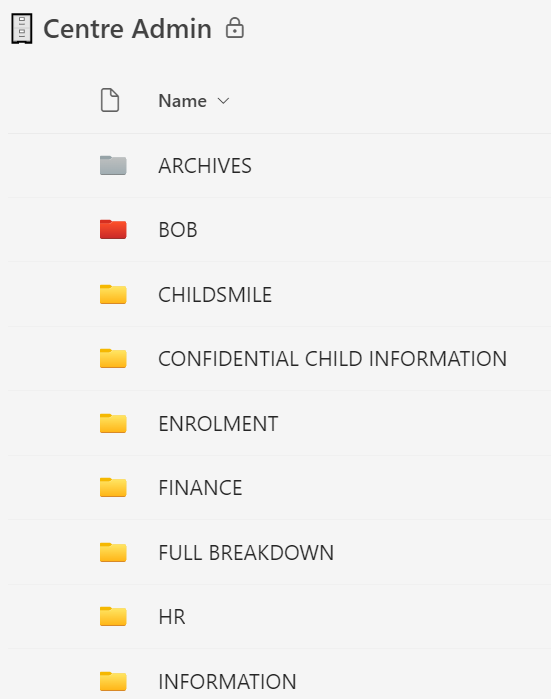 Centre Admin
Name
ARCHIVES
BOB
CHILDSMILE
CONFIDENTIAL CHILD INFORMATION
ENROLMENT
FINANCE
FULL BREAKDOWN
HR
INFORMATION